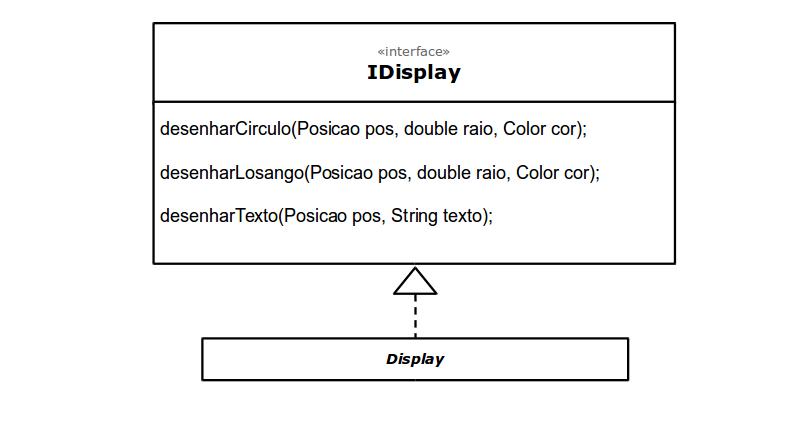 «interface»
IDisplay
desenharCirculo(Posicao pos, double raio, Color cor);
desenharLosango(Posicao pos, double raio, Color cor);
desenharTexto(Posicao pos, String texto);
Display